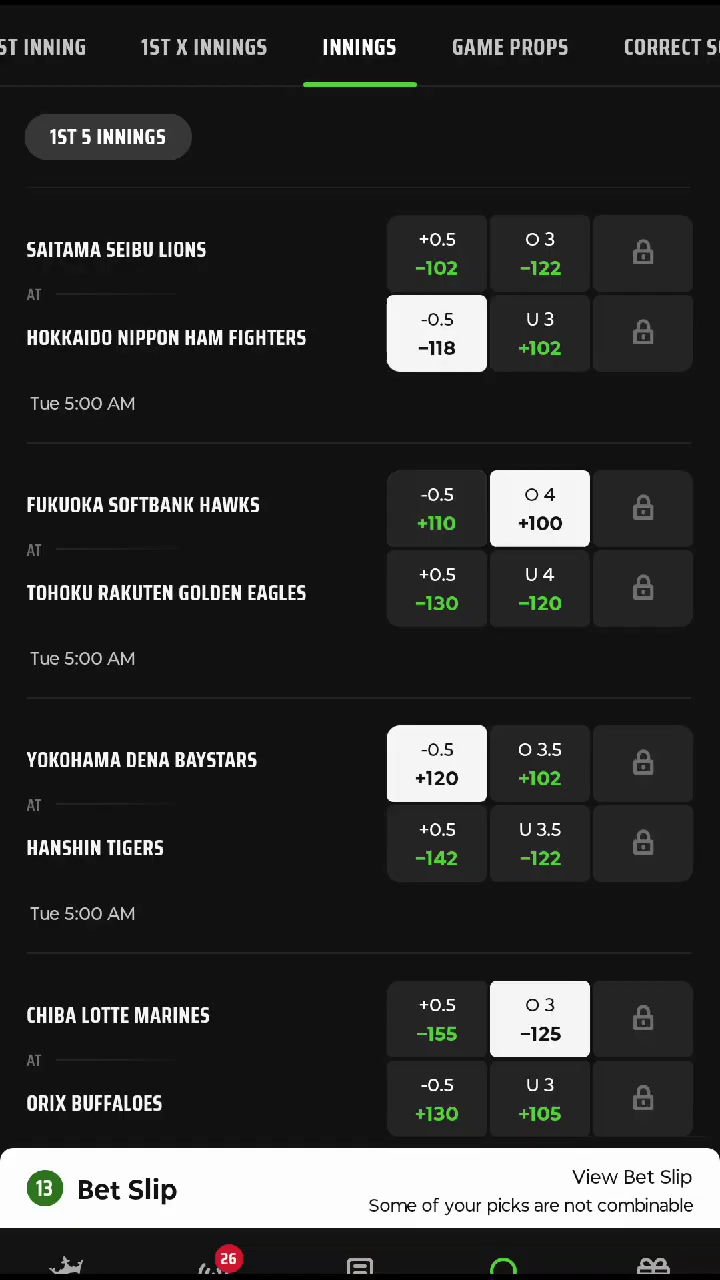 ST INNING 1ST X INNINGS INNINGS GAME PROPS CORRECT S
1ST 5 INNINGS
SAITAMA SEIBU LIONS
+0.5 O 3
−102 −122
AT
HOKKAIDO NIPPON HAM FIGHTERS
-0.5 U 3
−118 +102
Tue 5:00 AM
FUKUOKA SOFTBANK HAWKS
-0.5 O 4
+110 +100
AT
TOHOKU RAKUTEN GOLDEN EAGLES
+0.5 U 4
−130 −120
Tue 5:00 AM
YOKOHAMA DENA BAYSTARS
-0.5 O 3.5
+120 +102
AT
HANSHIN TIGERS
+0.5 U 3.5
−142 −122
Tue 5:00 AM
CHIBA LOTTE MARINES
+0.5 O 3
−155 −125
AT
ORIX BUFFALOES
-0.5 U 3
+130 +105
13 Bet Slip
View Bet Slip
Some of your picks are not combinable
26